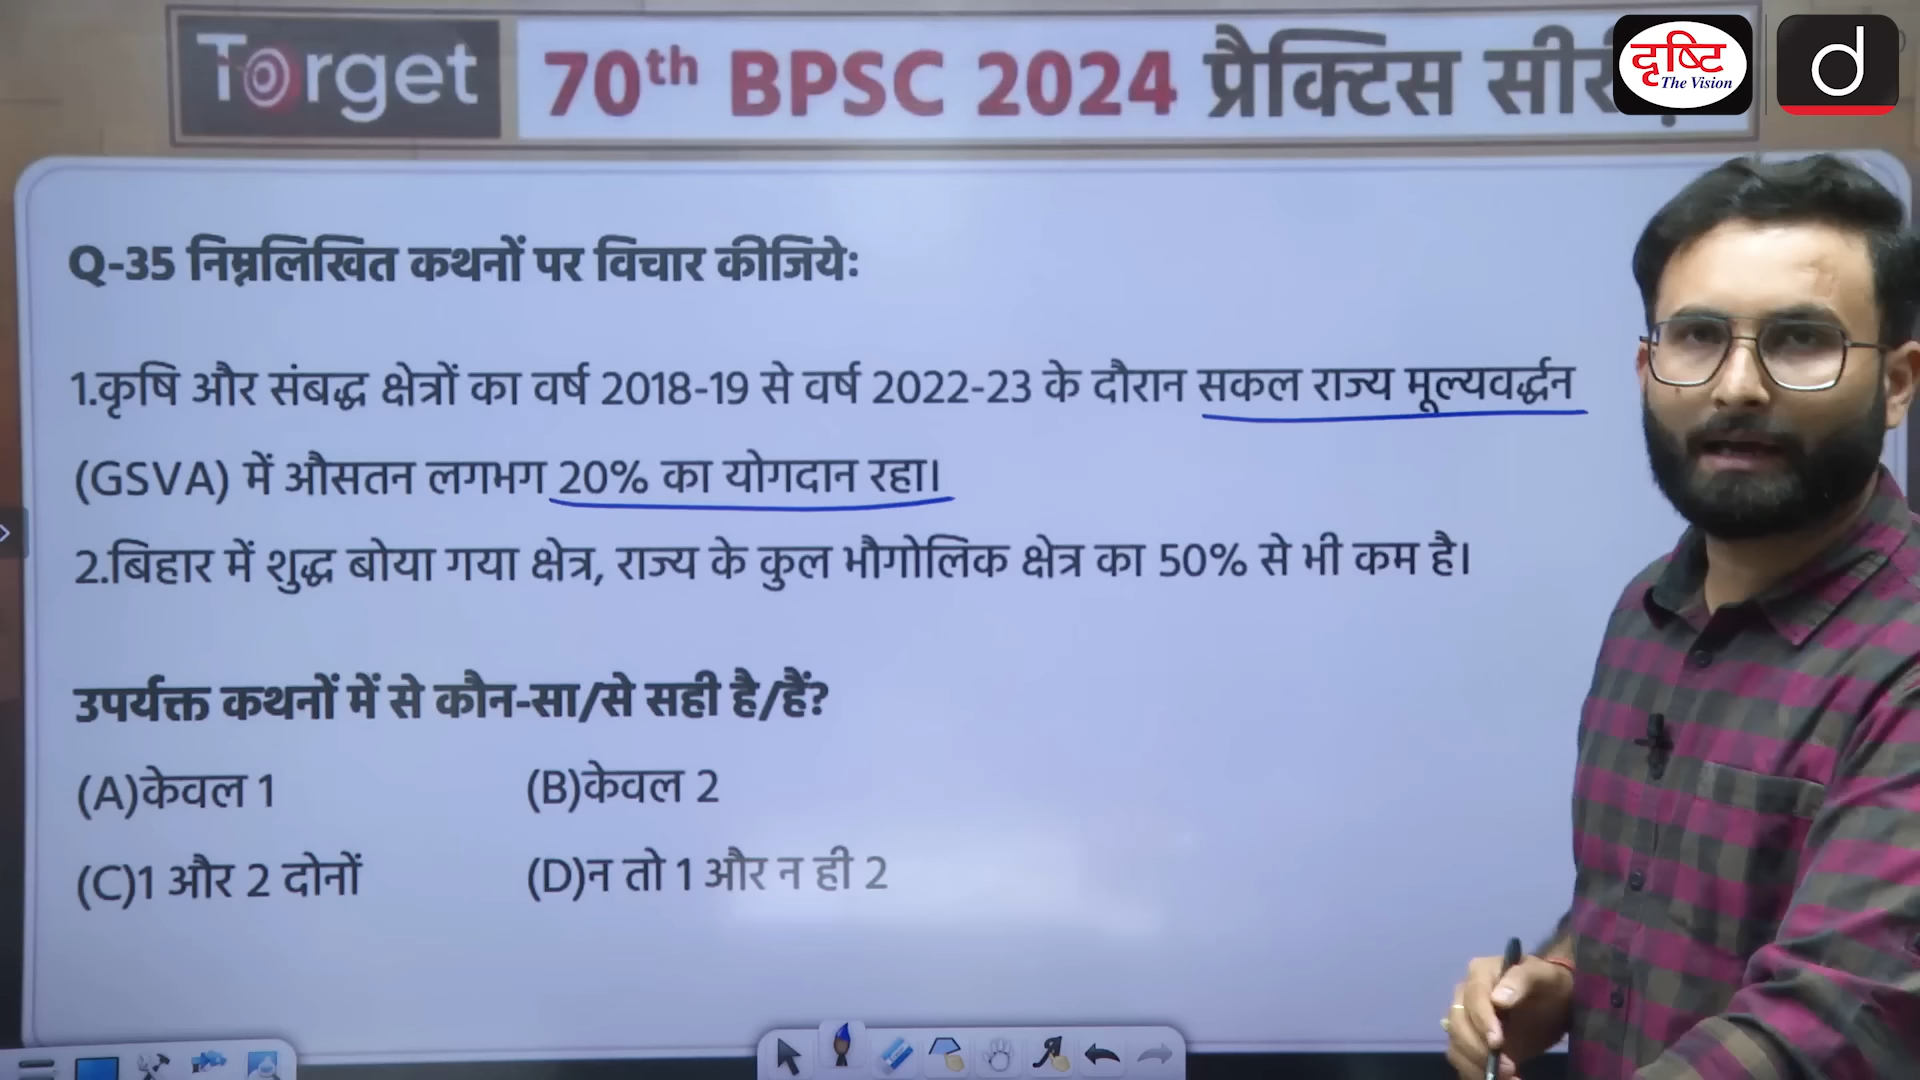 Torget
70th BPSC 2024 प्रैक्टिस
दृष्टि
The Vision
d
Q-35 निम्नलिखित कथनों पर विचार कीजिये:
1.कृषि और संबद्ध क्षेत्रों का वर्ष 2018-19 से वर्ष 2022-23 के दौरान सकल राज्य मूल्यवर्द्धन
(GSVA) में औसतन लगभग 20% का योगदान रहा।
2.बिहार में शुद्ध बोया गया क्षेत्र, राज्य के कुल भौगोलिक क्षेत्र का 50% से भी कम है।
उपर्यक्त कथनों में से कौन-सा/से सही है/हैं?
(A)केवल 1 (B)केवल 2
(C)1 और 2 दोनों (D)न तो 1 और न ही 2